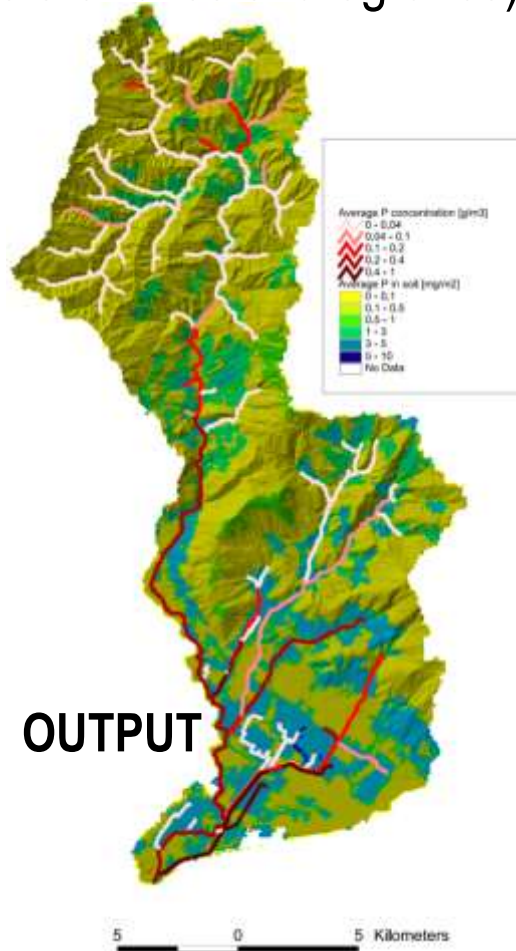 Average P concentration [g/m3]
0 - 0,04
0,04 - 0,1
0,1 - 0,2
0,2 - 0,4
0,4 - 1
Average P in soil [mg/m2]
0 - 0,1
0,1 - 0,5
0,5 - 1
1 - 3
3 - 5
5 - 10
No Data
OUTPUT
5 0 5 Kilometers